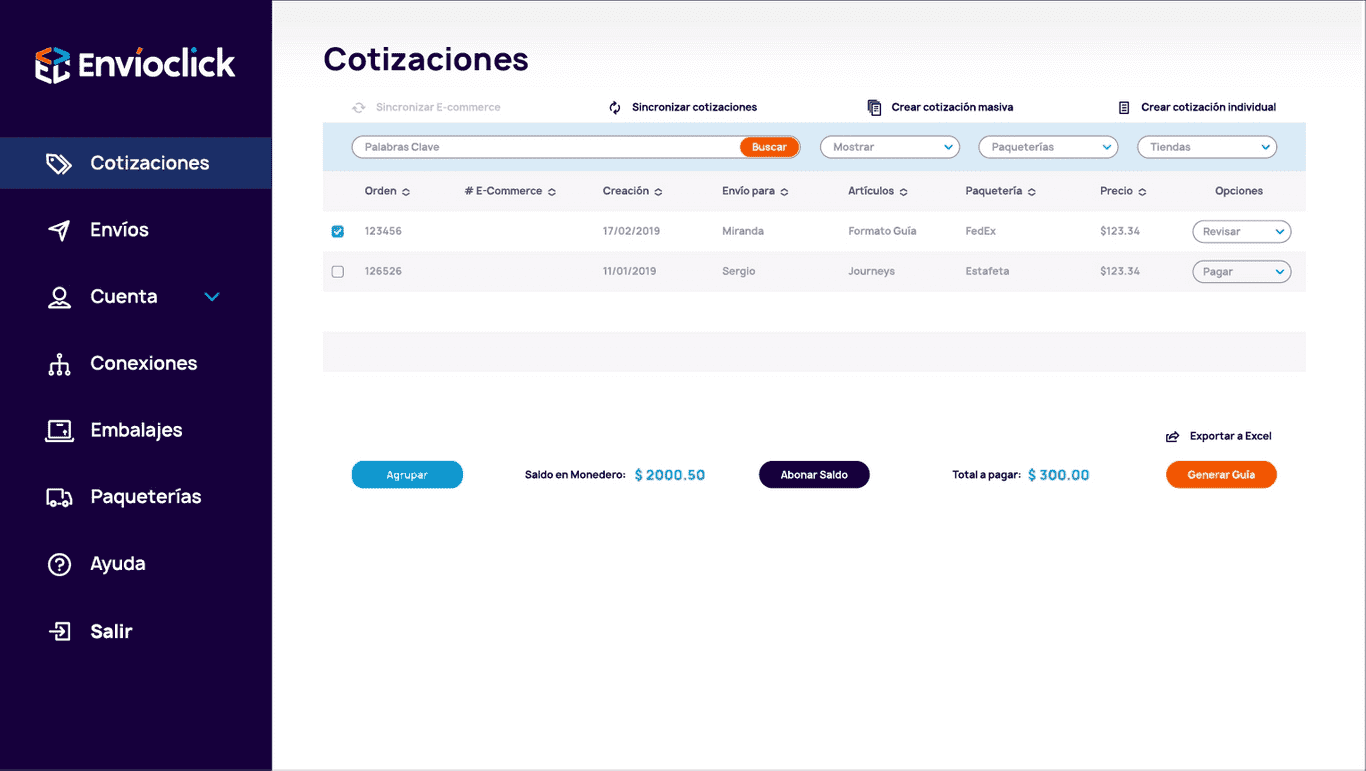 Envíoclick
Cotizaciones
Envíos
Cuenta
Conexiones
Embalajes
Paqueterías
Ayuda
Salir
Cotizaciones
Sincronizar E-commerce Sincronizar cotizaciones Crear cotización masiva Crear cotización individual
Palabras Clave Buscar Mostrar Paqueterías Tiendas
Orden # E-Commerce Creación Envío para Artículos Paquetería Precio Opciones
123456 17/02/2019 Miranda Formato Guía FedEx $123.34 Revisar
126526 11/01/2019 Sergio Journeys Estafeta $123.34 Pagar
Exportar a Excel
Agrupar Saldo en Monedero: $ 2000.50 Abonar Saldo Total a pagar: $ 300.00 Generar Guía